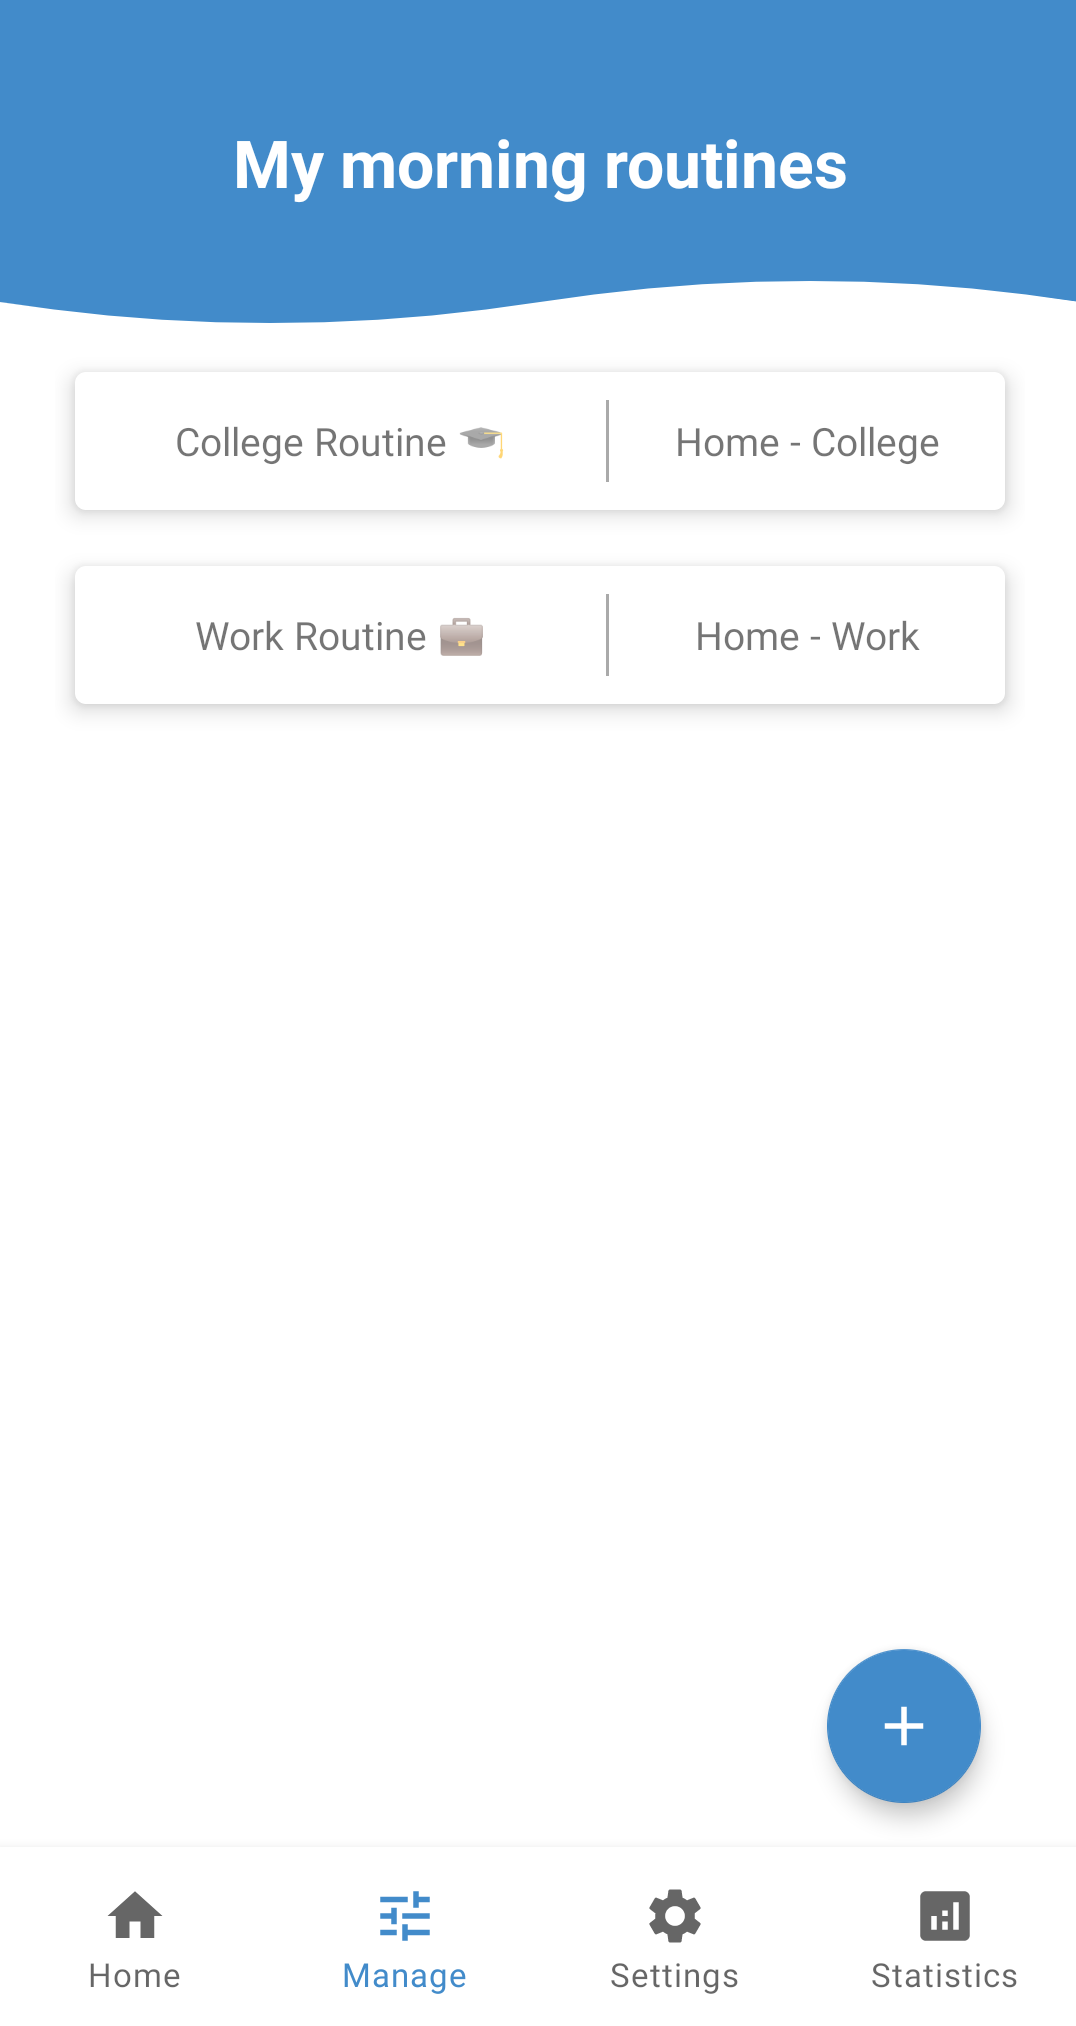 My morning routines
College Routine 🎓 Home - College
Work Routine 💼 Home - Work
Home Manage Settings Statistics